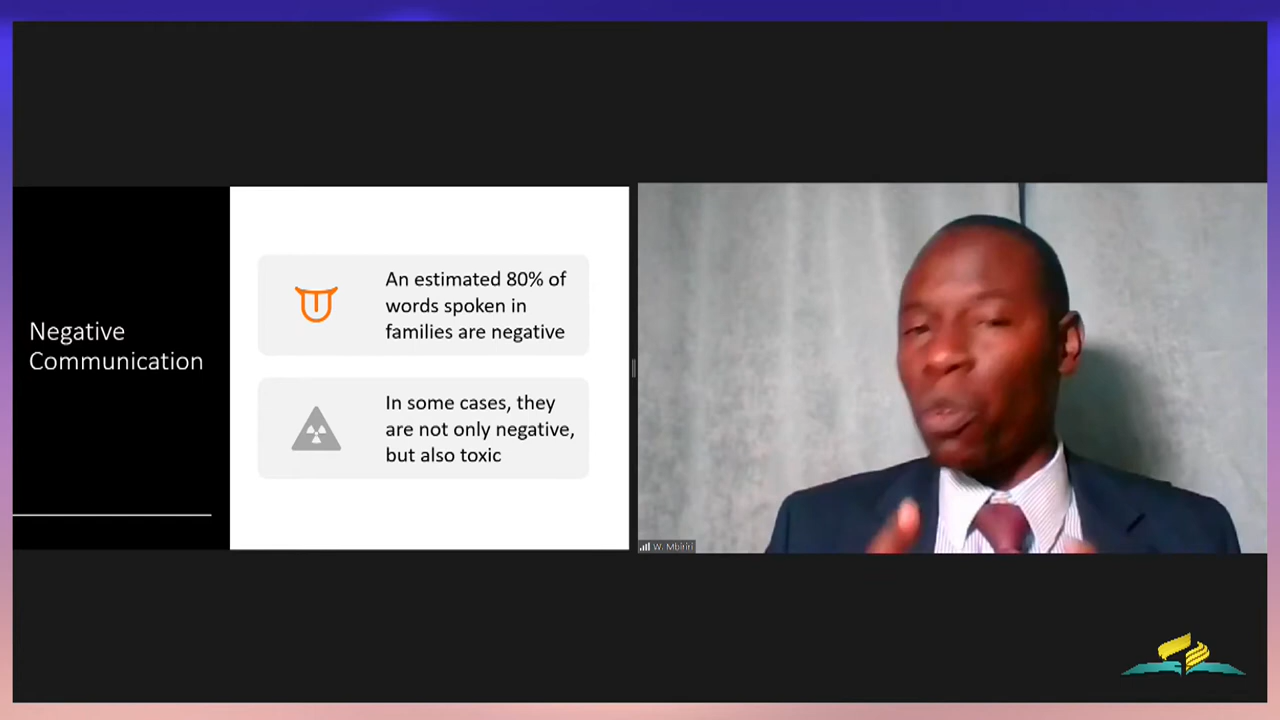 Negative
Communication
An estimated 80% of
words spoken in
families are negative
In some cases, they
are not only negative,
but also toxic
W. Mbiriri